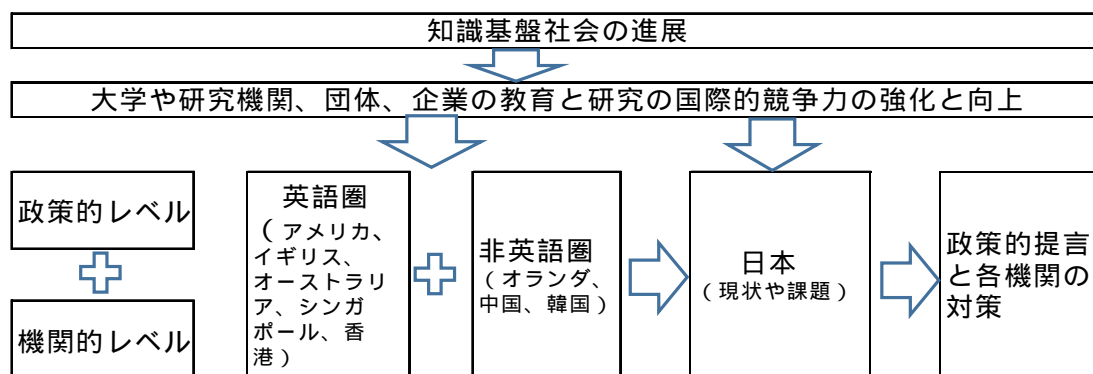 知識基盤社会の進展
大学や研究機関、団体、企業の教育と研究の国際的競争力の強化と向上
政策的レベル
機関的レベル
英語圏
（アメリカ、
イギリス、
オーストラリ
ア、シンガ
ポール、香
港）
非英語圏
（オランダ、
中国、韓国）
日本
（現状や課題）
政策的提言
と各機関の
対策